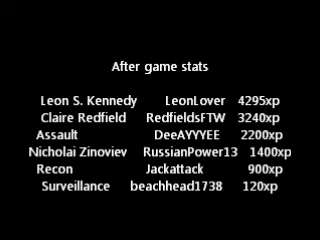 After game stats
Leon S. Kennedy LeonLover 4295xp
Claire Redfield RedfieldsFTW 3240xp
Assault DeeAYYYEE 2200xp
Nicholai Zinoviev RussianPower13 1400xp
Recon Jackattack 900xp
Surveillance beachhead1738 120xp